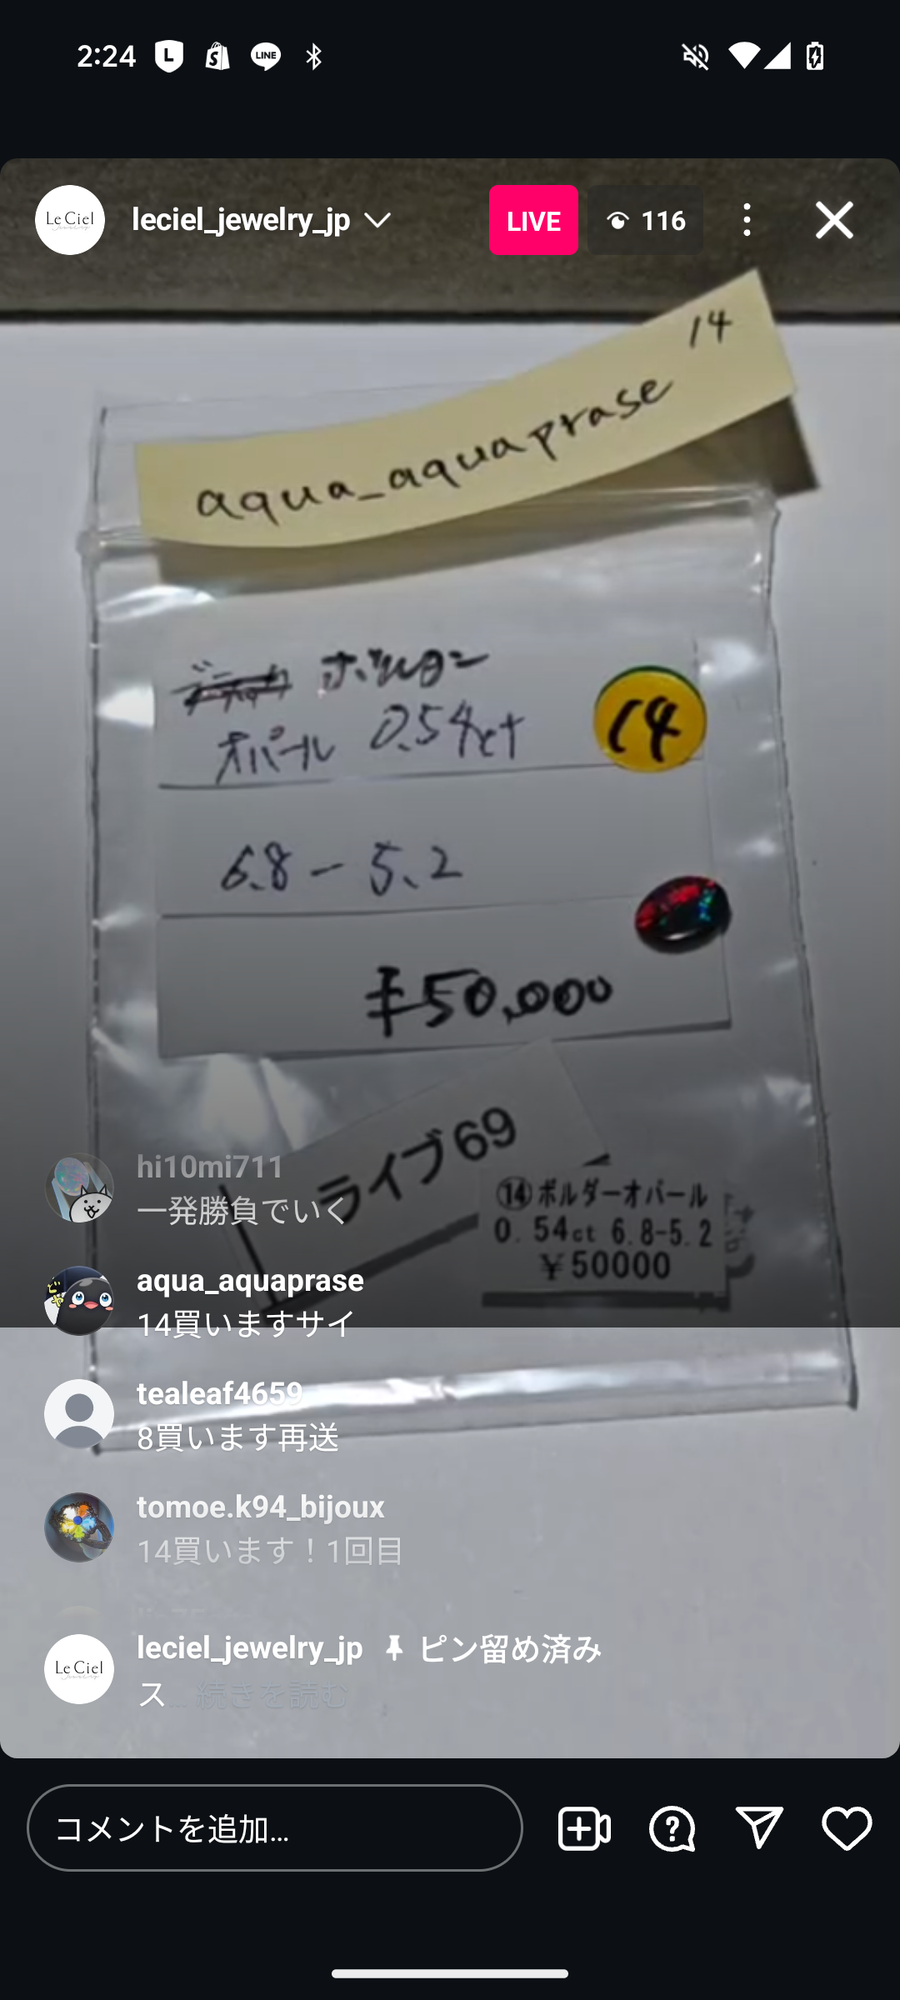 2:24
L
S
LINE
Le Ciel
leciel_jewelry_jp
LIVE
116
14
aqua_aquaprase
ボルダー
オパール 0.54ct
14
6.8-5.2
¥50,000
ライブ69
⑭ボルダーオパール
0.54ct 6.8-5.2
¥50000
hi10mi711
一発勝負でいく
aqua_aquaprase
14買いますサイ
tealeaf4659
8買います再送
tomoe.k94_bijoux
14買います！1回目
Le Ciel
leciel_jewelry_jp ピン留め済み
ス... 続きを読む
コメントを追加...